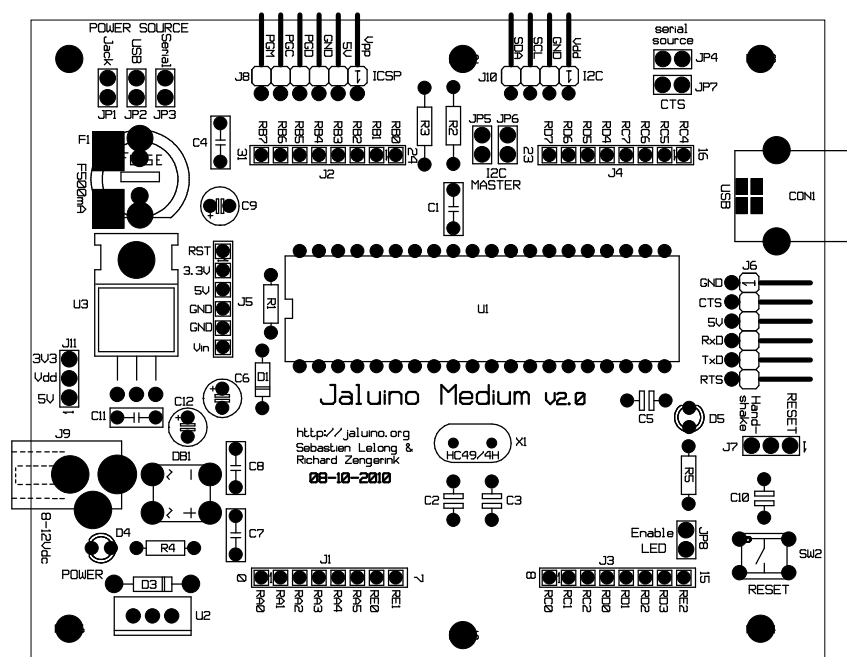 POWER SOURCE
Jack
USB
Serial
JP1
JP2
JP3
PGM
PGC
PGD
GND
5V
Vpp
J8
1
ICSP
SDA
SCL
GND
Vdd
J10
1
I2C
serial
source
JP4
JP7
CTS
F1
F500mA
C4
RB7
RB6
RB5
RB4
RB3
RB2
RB1
RB0
31
24
J2
R3
R2
JP5
JP6
I2C
MASTER
RD7
RD6
RD5
RD4
RC7
RC6
RC5
RC4
23
16
J4
C9
C1
USB
CON1
U3
RST
3.3V
5V
GND
GND
Vin
J5
R1
U1
J6
GND
CTS
5V
RxD
TxD
RTS
1
J11
3V3
Vdd
5V
1
C6
D1
C12
C11
Jaluino Medium v2.0
C5
D5
Hand-
shake
RESET
J7
1
J9
DB1
http://jaluino.org
Sebastien Lelong &
Richard Zengerink
08-10-2010
X1
HC49/4H
C8
C2
C3
R5
C10
8-12Vdc
C7
D4
R4
Enable
LED
JP8
SW2
RESET
POWER
D3
U2
J1
0
7
RA0
RA1
RA2
RA3
RA4
RA5
RE0
RE1
J3
8
15
RC0
RC1
RC2
RD0
RD1
RD2
RD3
RE2